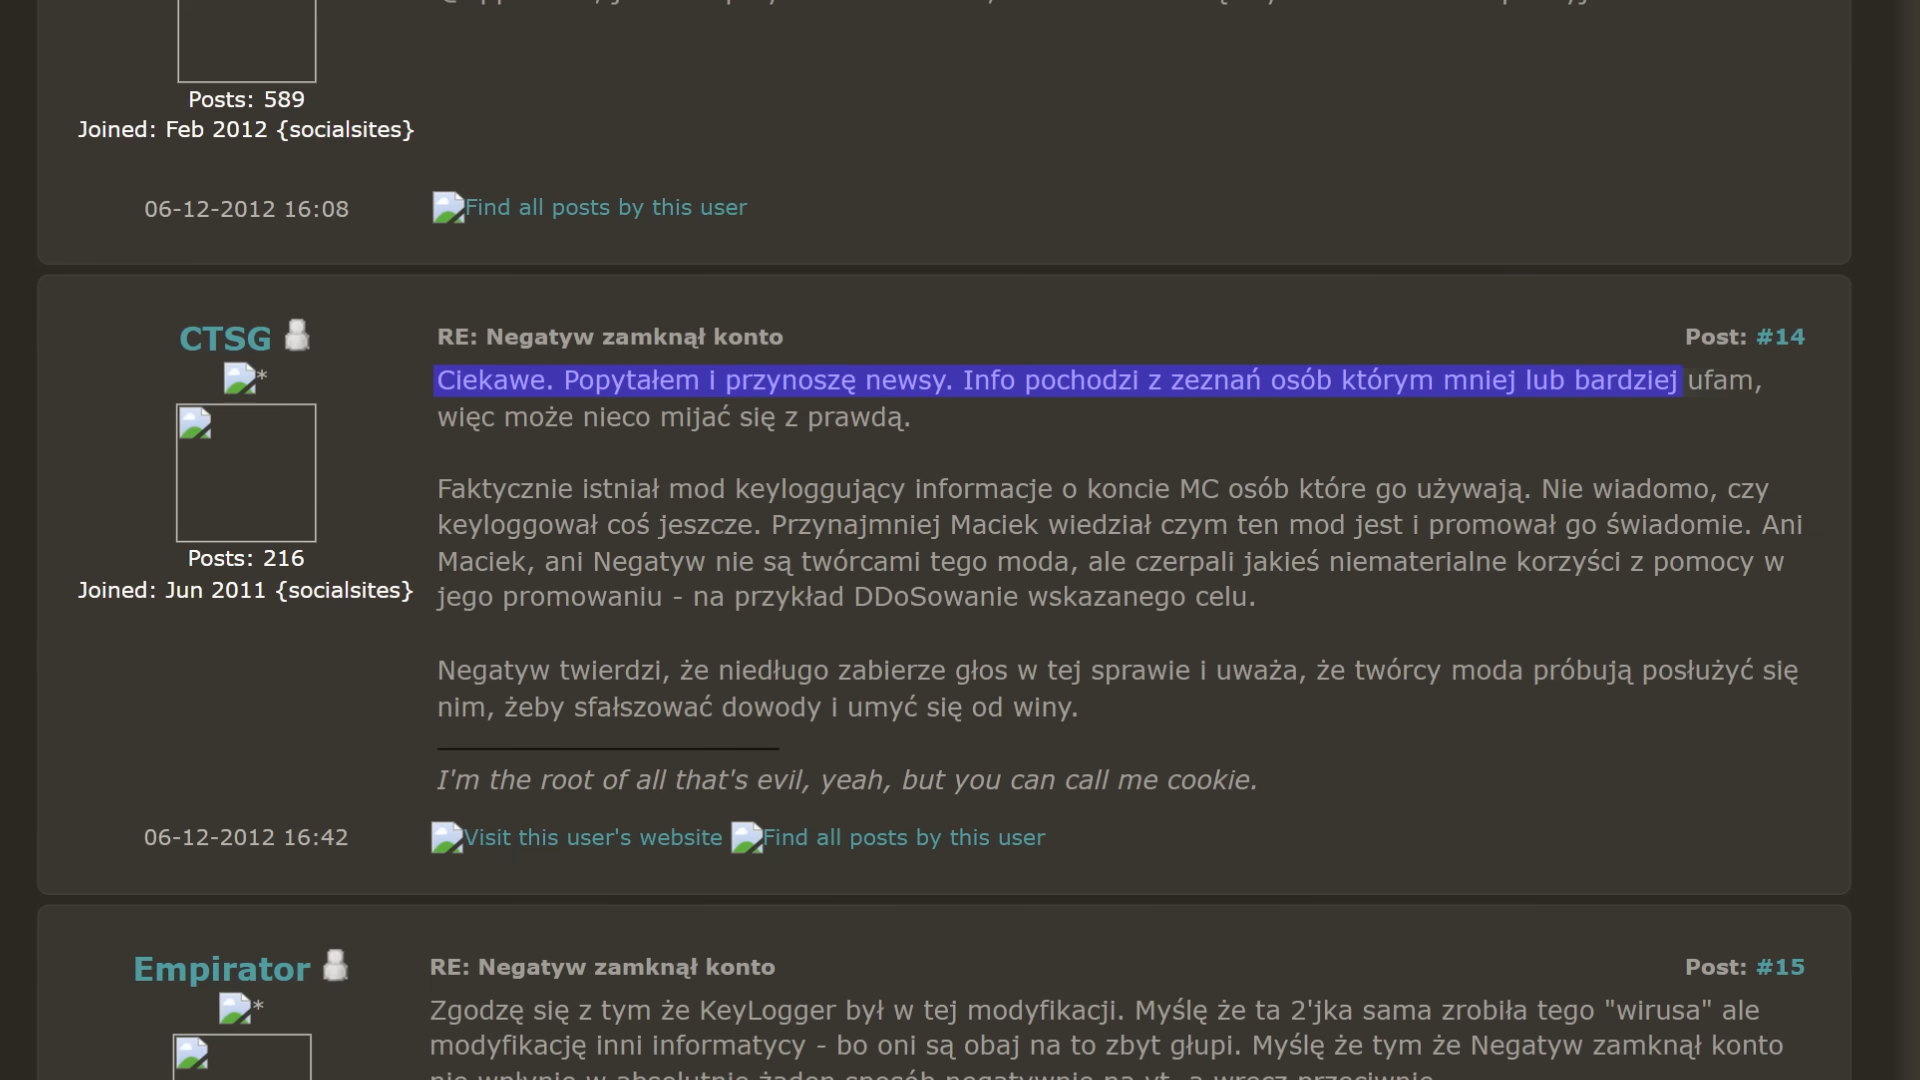 Posts: 589
Joined: Feb 2012 {socialsites}
06-12-2012 16:08
Find all posts by this user
CTSG
*
Posts: 216
Joined: Jun 2011 {socialsites}
RE: Negatyw zamknął konto
Post: #14
Ciekawe. Popytałem i przynoszę newsy. Info pochodzi z zeznań osób którym mniej lub bardziej ufam,
więc może nieco mijać się z prawdą.
Faktycznie istniał mod keyloggujący informacje o koncie MC osób które go używają. Nie wiadomo, czy
keyloggował coś jeszcze. Przynajmniej Maciek wiedział czym ten mod jest i promował go świadomie. Ani
Maciek, ani Negatyw nie są twórcami tego moda, ale czerpali jakieś niematerialne korzyści z pomocy w
jego promowaniu - na przykład DDoSowanie wskazanego celu.
Negatyw twierdzi, że niedługo zabierze głos w tej sprawie i uważa, że twórcy moda próbują posłużyć się
nim, żeby sfałszować dowody i umyć się od winy.
I'm the root of all that's evil, yeah, but you can call me cookie.
06-12-2012 16:42
Visit this user's website Find all posts by this user
Empirator
*
RE: Negatyw zamknął konto
Post: #15
Zgodzę się z tym że KeyLogger był w tej modyfikacji. Myślę że ta 2'jka sama zrobiła tego "wirusa" ale
modyfikację inni informatycy - bo oni są obaj na to zbyt głupi. Myślę że tym że Negatyw zamknął konto